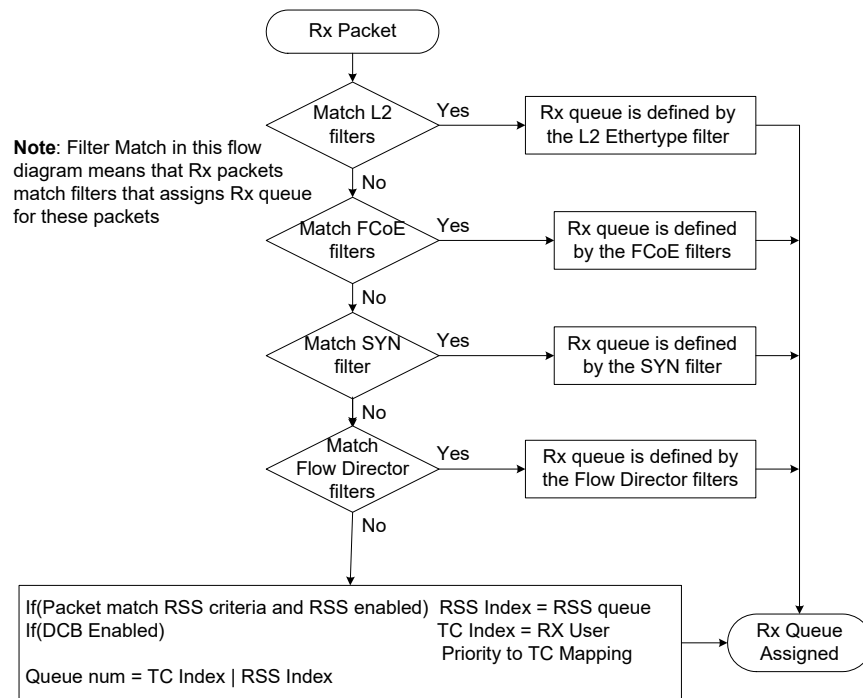 Rx Packet
Match L2
filters
Yes
Rx queue is defined by
the L2 Ethertype filter
Note: Filter Match in this flow
diagram means that Rx packets
match filters that assigns Rx queue
for these packets
No
Match FCoE
filters
Yes
Rx queue is defined
by the FCoE filters
No
Match SYN
filter
Yes
Rx queue is defined
by the SYN filter
No
Match
Flow Director
filters
Yes
Rx queue is defined by
the Flow Director filters
No
If(Packet match RSS criteria and RSS enabled) RSS Index = RSS queue
If(DCB Enabled) TC Index = RX User
Priority to TC Mapping
Queue num = TC Index | RSS Index
Rx Queue
Assigned